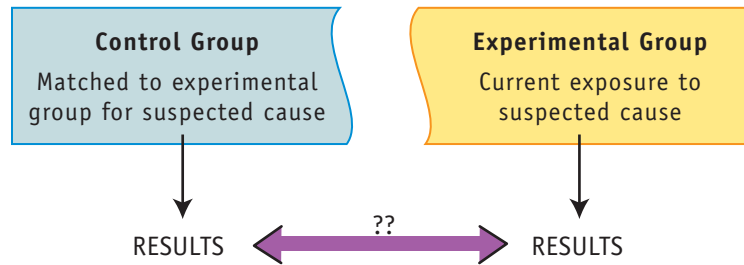 Control Group
Matched to experimental
group for suspected cause
Experimental Group
Current exposure to
suspected cause
??
RESULTS
RESULTS